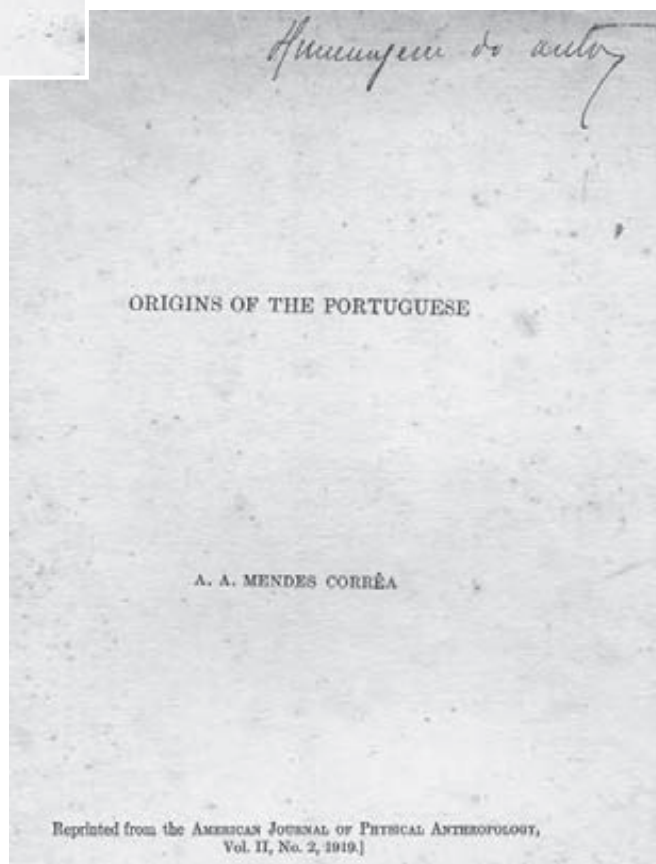 Homenagem do autor
ORIGINS OF THE PORTUGUESE
A. A. MENDES CORRÊA
Reprinted from the AMERICAN JOURNAL OF PHYSICAL ANTHROPOLOGY,
Vol. II, No. 2, 1919.]